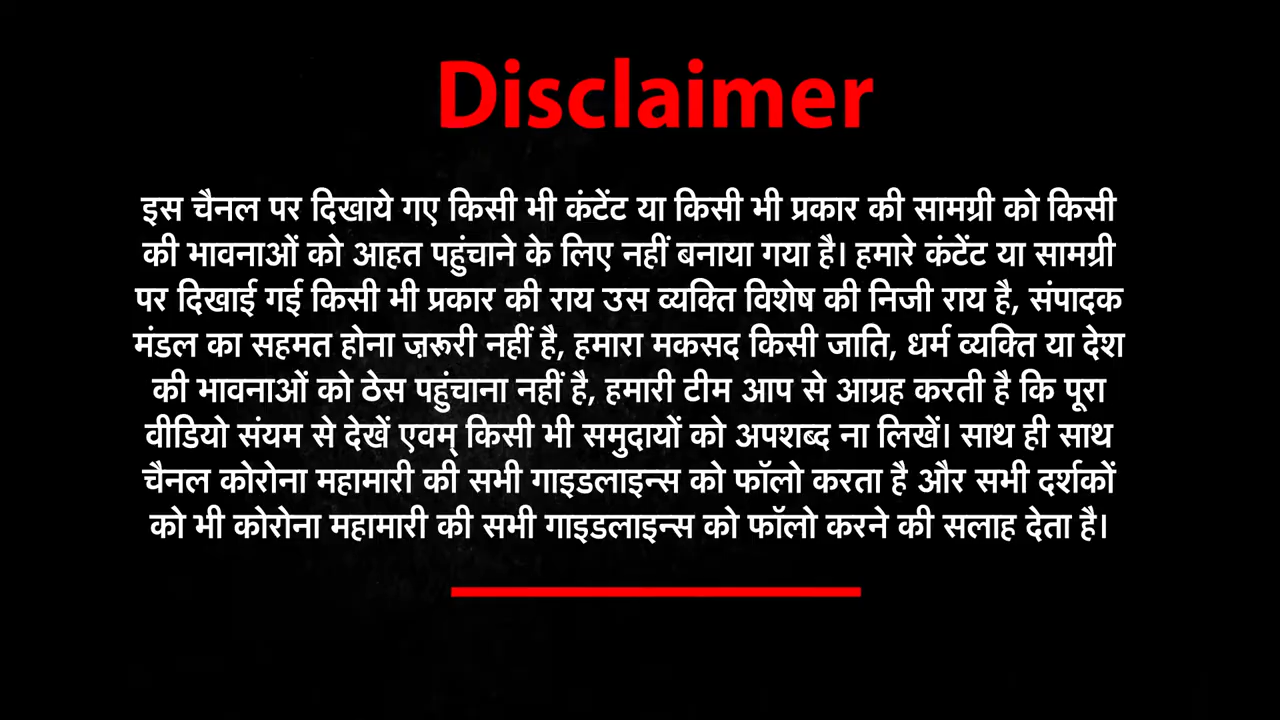 Disclaimer
इस चैनल पर दिखाये गए किसी भी कंटेंट या किसी भी प्रकार की सामग्री को किसी
की भावनाओं को आहत पहुंचाने के लिए नहीं बनाया गया है। हमारे कंटेंट या सामग्री
पर दिखाई गई किसी भी प्रकार की राय उस व्यक्ति विशेष की निजी राय है, संपादक
मंडल का सहमत होना ज़रूरी नहीं है, हमारा मकसद किसी जाति, धर्म व्यक्ति या देश
की भावनाओं को ठेस पहुंचाना नहीं है, हमारी टीम आप से आग्रह करती है कि पूरा
वीडियो संयम से देखें एवम् किसी भी समुदायों को अपशब्द ना लिखें। साथ ही साथ
चैनल कोरोना महामारी की सभी गाइडलाइन्स को फॉलो करता है और सभी दर्शकों
को भी कोरोना महामारी की सभी गाइडलाइन्स को फॉलो करने की सलाह देता है।